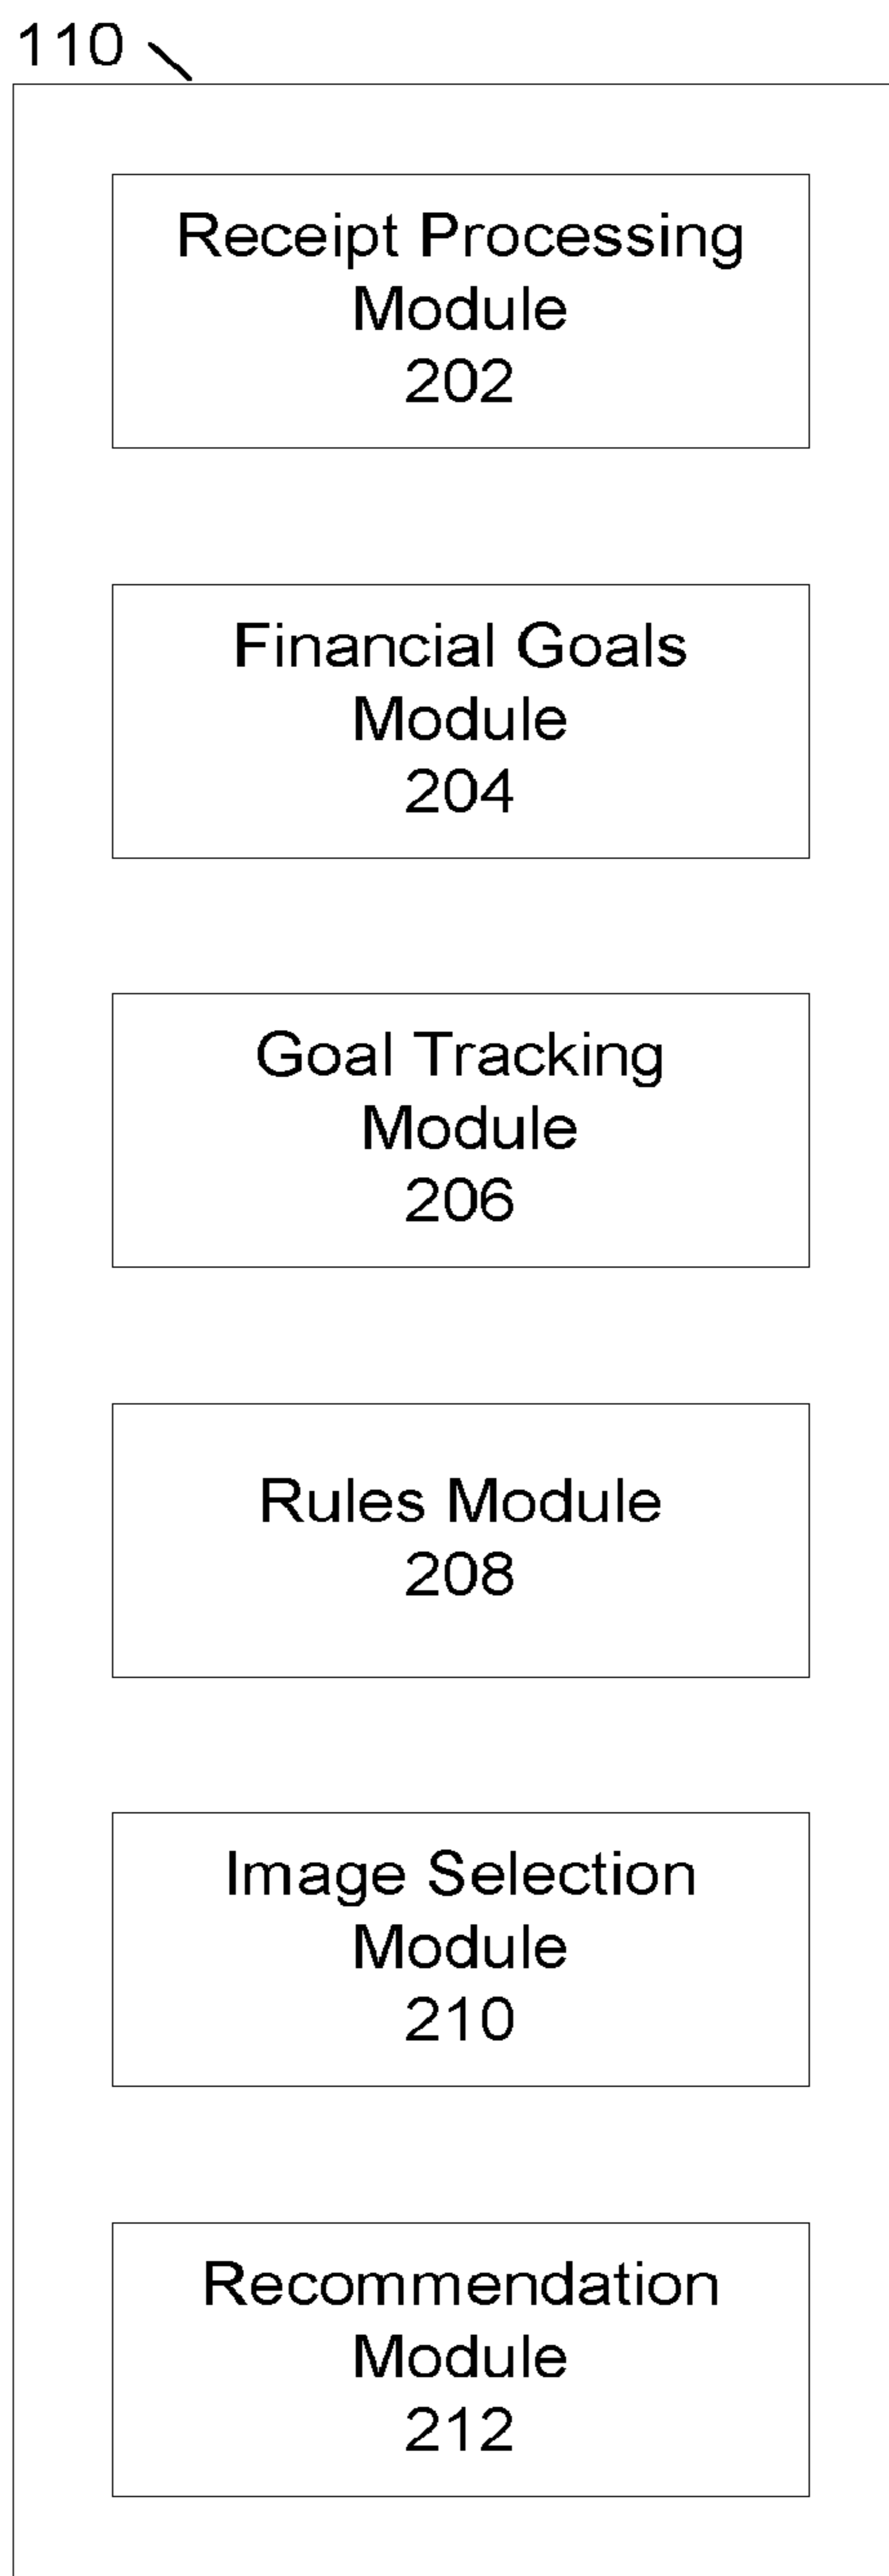 110
Receipt Processing
Module
202
Financial Goals
Module
204
Goal Tracking
Module
206
Rules Module
208
Image Selection
Module
210
Recommendation
Module
212